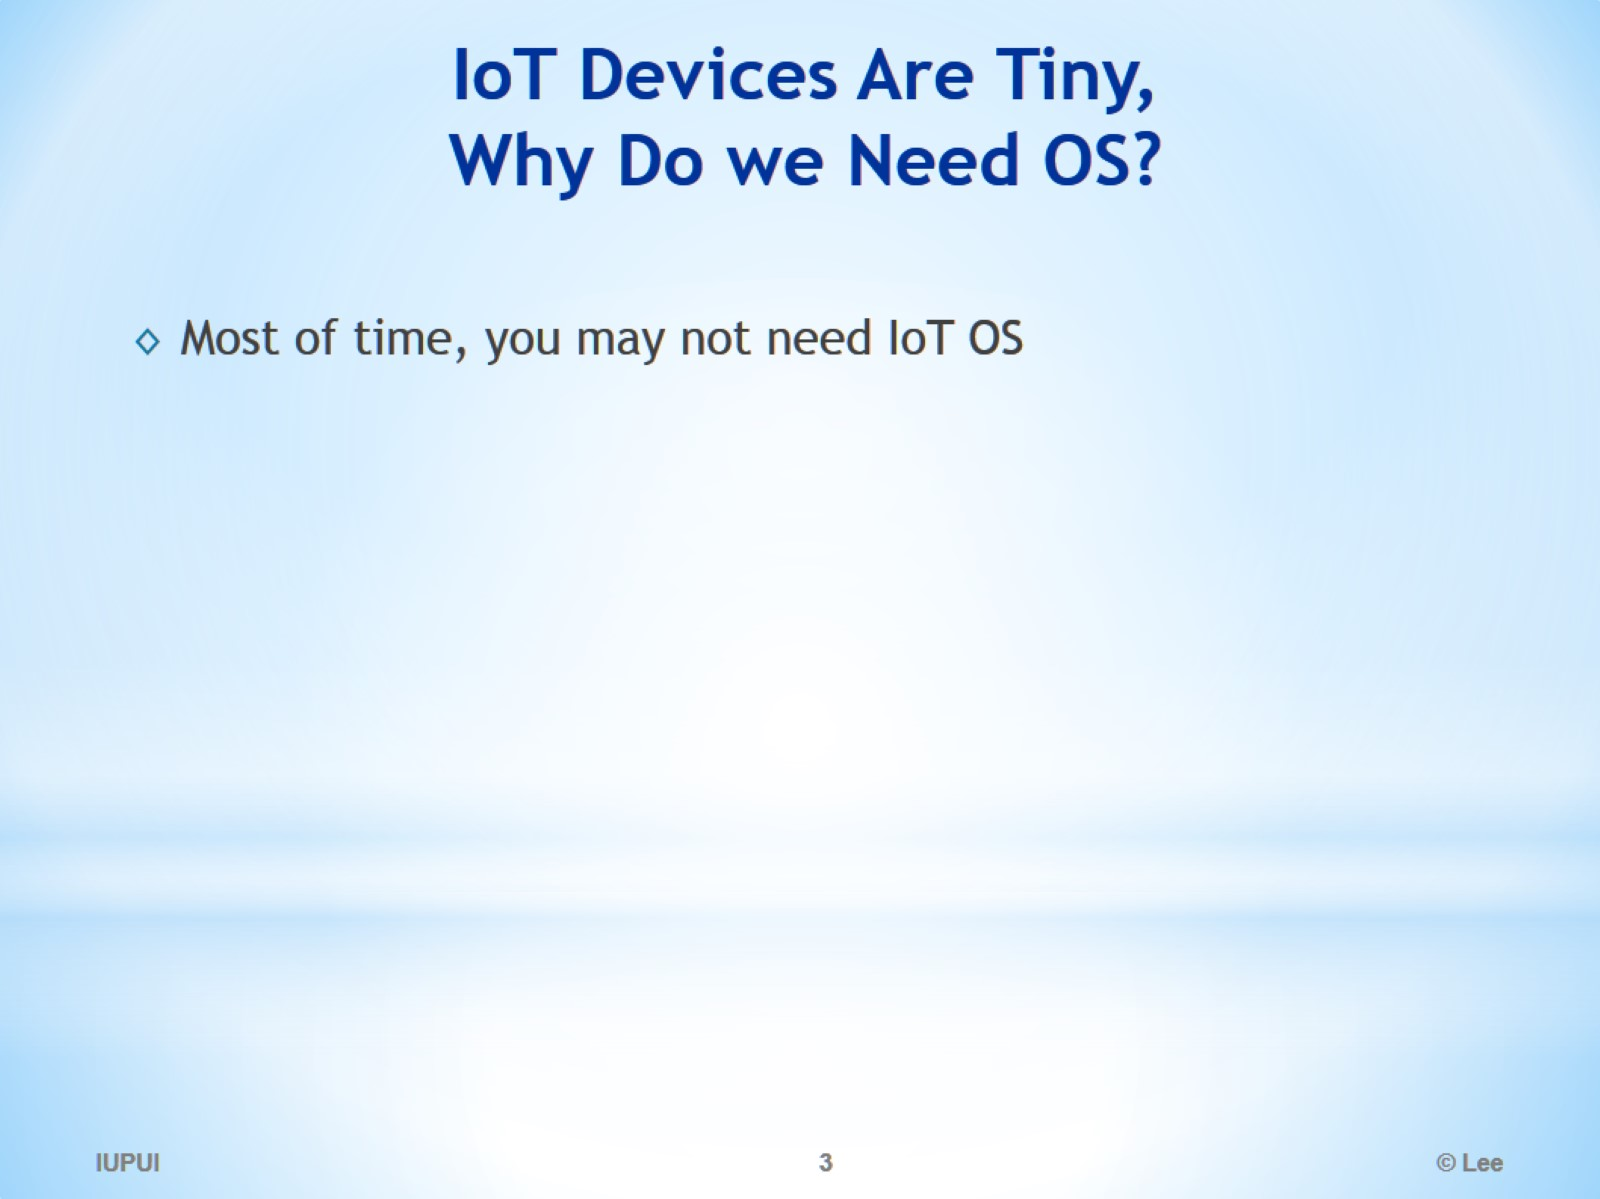 IoT Devices Are Tiny,
Why Do we Need OS?
◇ Most of time, you may not need IoT OS
IUPUI 3 © Lee